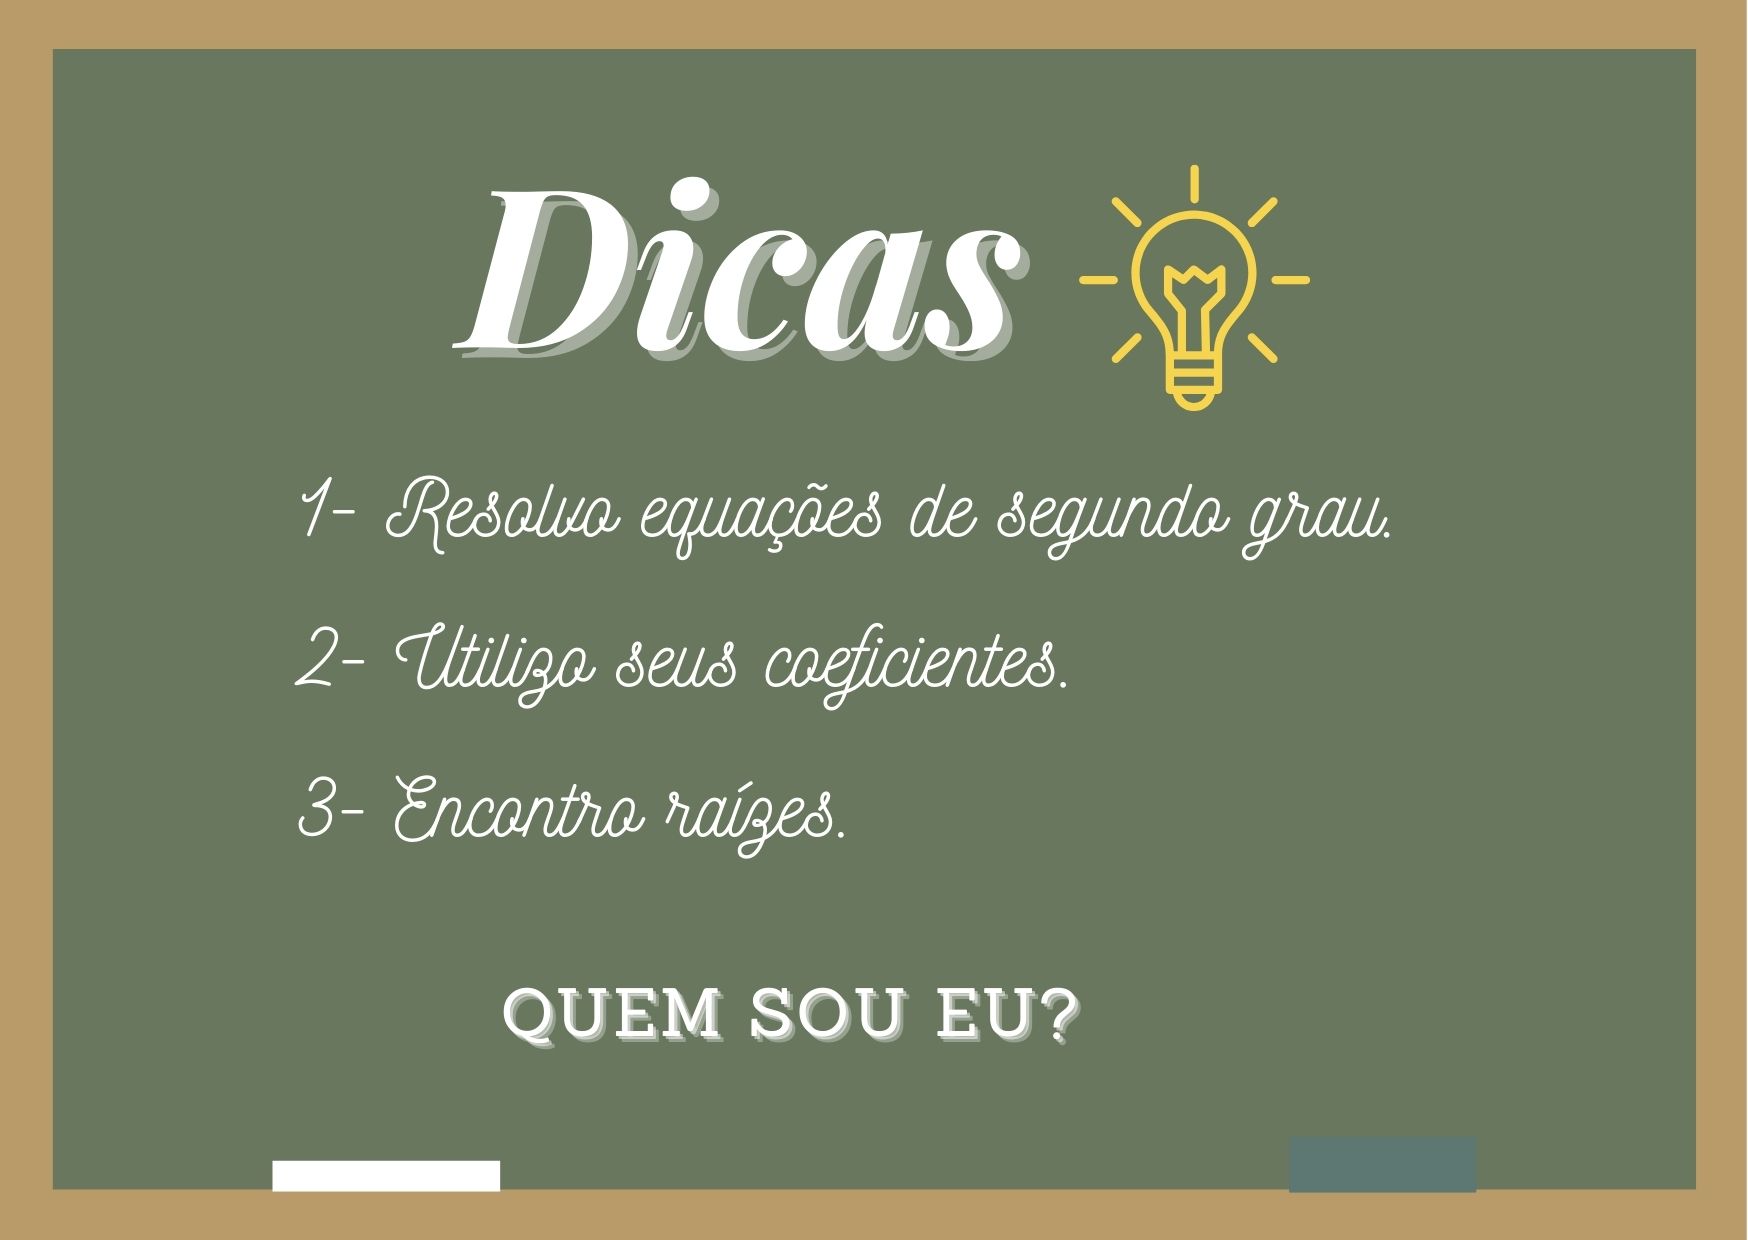 Dicas
1- Resolvo equações de segundo grau.
2- Utilizo seus coeficientes.
3- Encontro raízes.
QUEM SOU EU?